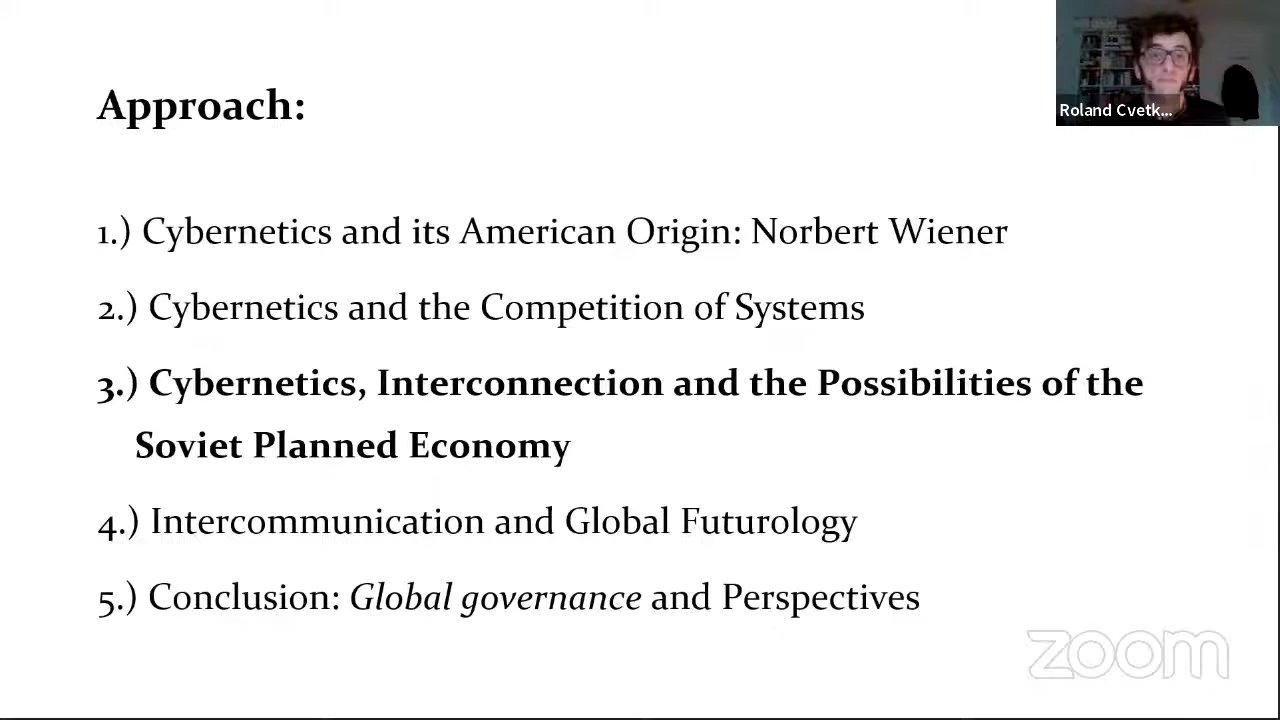 Approach:
Roland Cvetk...
1.) Cybernetics and its American Origin: Norbert Wiener
2.) Cybernetics and the Competition of Systems
3.) Cybernetics, Interconnection and the Possibilities of the
Soviet Planned Economy
4.) Intercommunication and Global Futurology
5.) Conclusion: Global governance and Perspectives
zoom